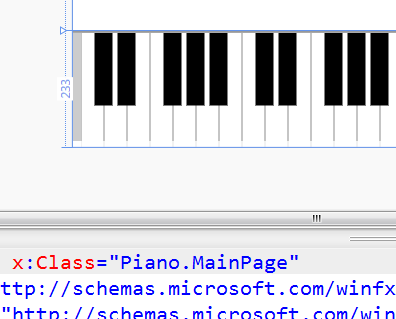 233
x:Class="Piano.MainPage"
ttp://schemas.microsoft.com/winfx
"http://schemas.microsoft.com/win